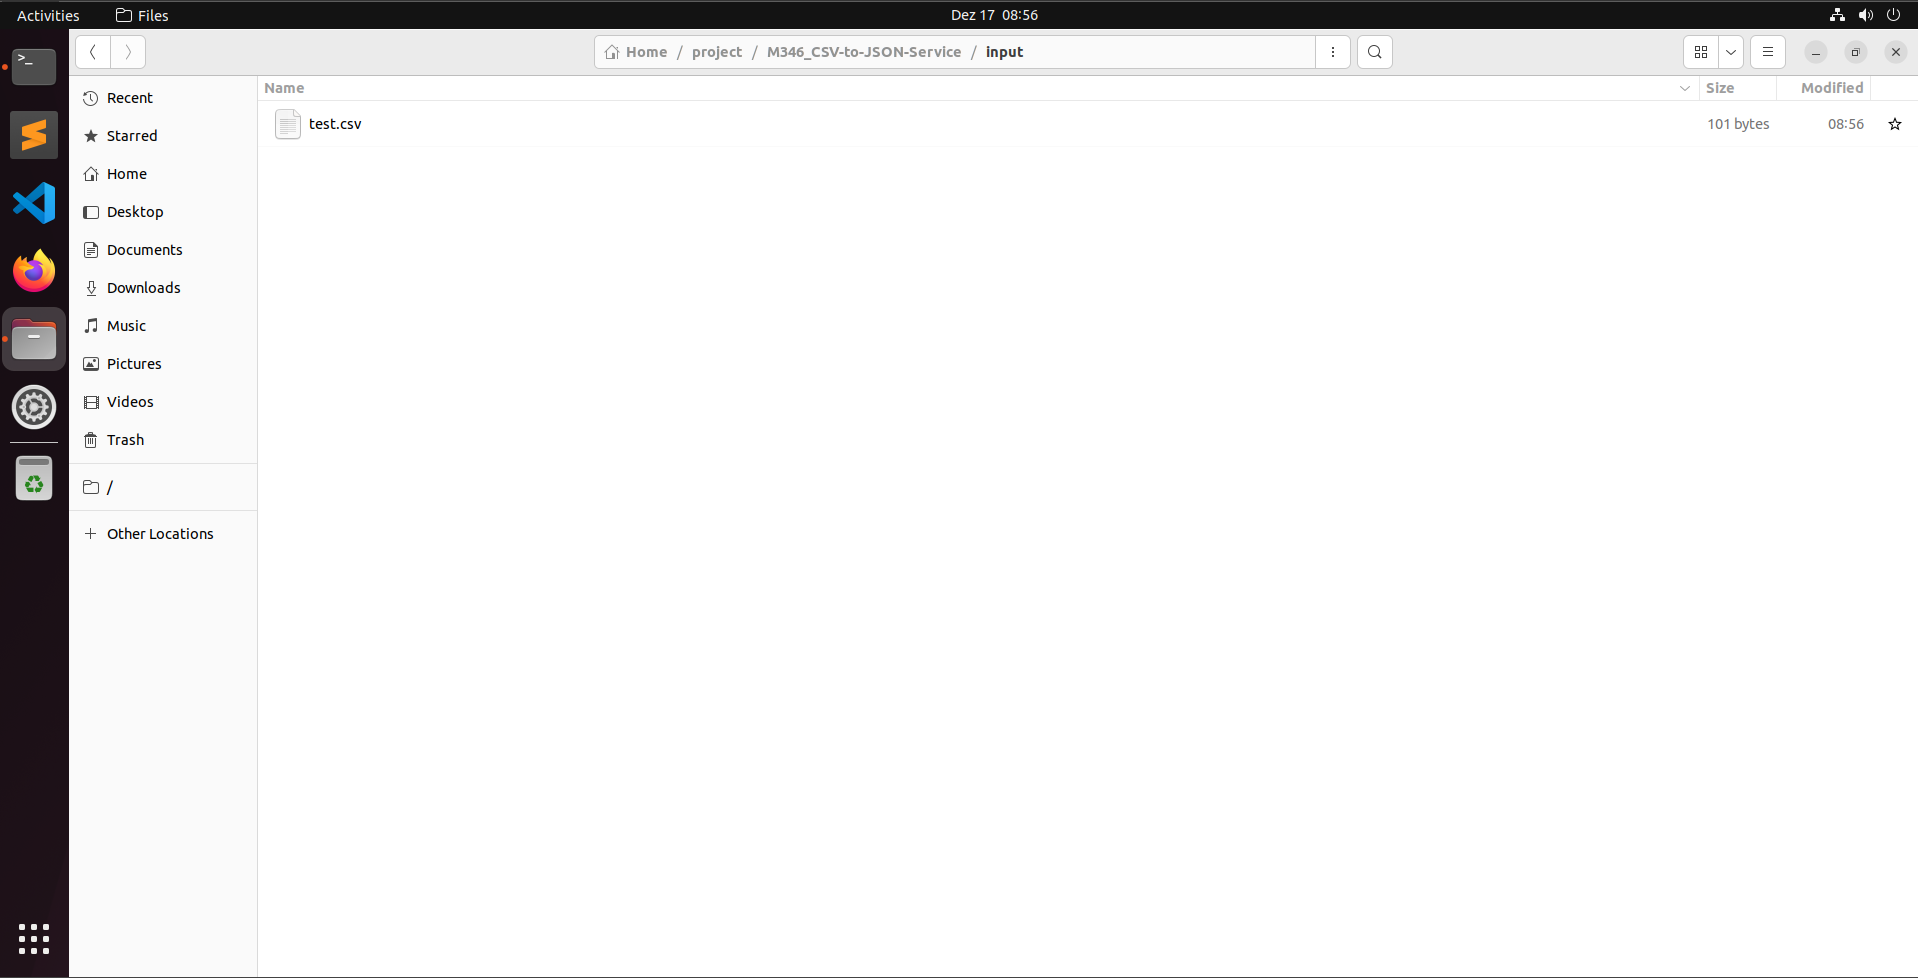 Activities Files Dez 17 08:56
>_
Home / project / M346_CSV-to-JSON-Service / input
Name Size Modified
test.csv 101 bytes 08:56
Recent
Starred
Home
Desktop
Documents
Downloads
Music
Pictures
Videos
Trash
/
+ Other Locations